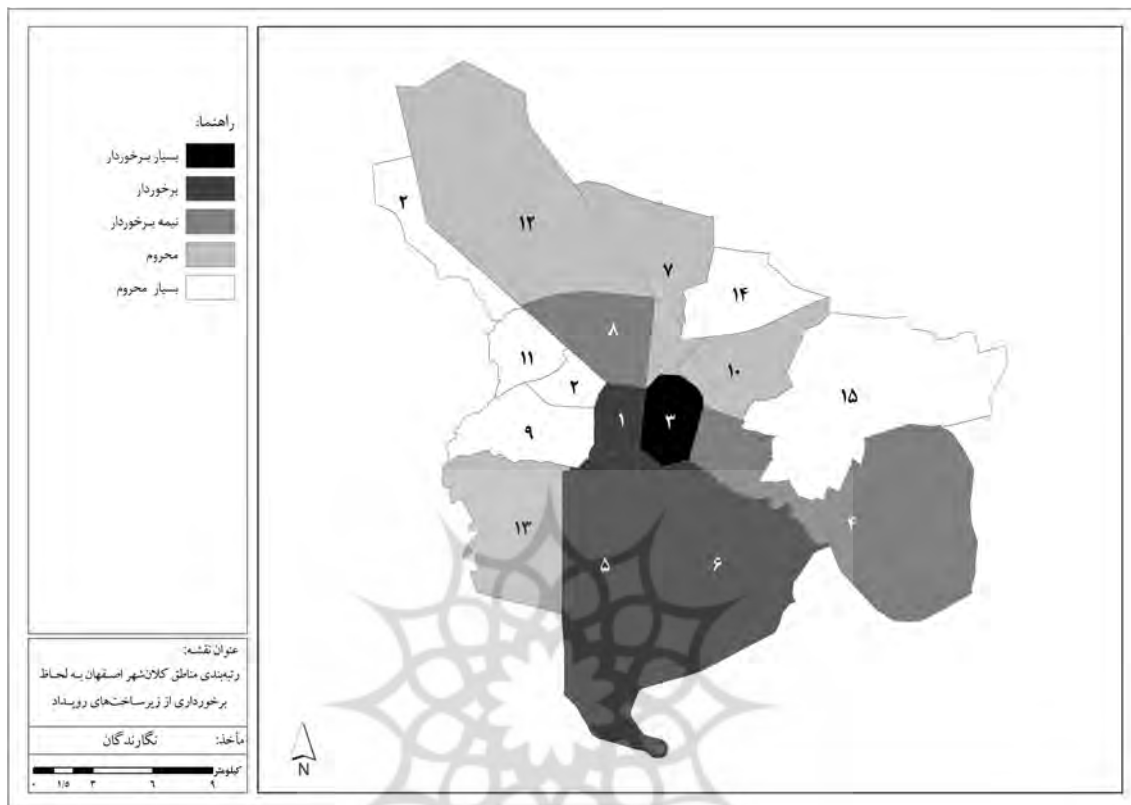 راهنما:
بسیار برخوردار
برخوردار
نیمه برخوردار
محروم
بسیار محروم
عنوان نقشه:
رتبه‌بندی مناطق کلان‌شهر اصفهان به لحاظ
برخورداری از زیرساخت‌های رویداد
مأخذ: نگارندگان
کیلومتر
۰ ۱/۵ ۳ ۶ ۹
۲
۱۲
۷
۱۴
۸
۱۱
۲
۱۰
۱۵
۱
۳
۹
۴
۱۳
۵
۶
N